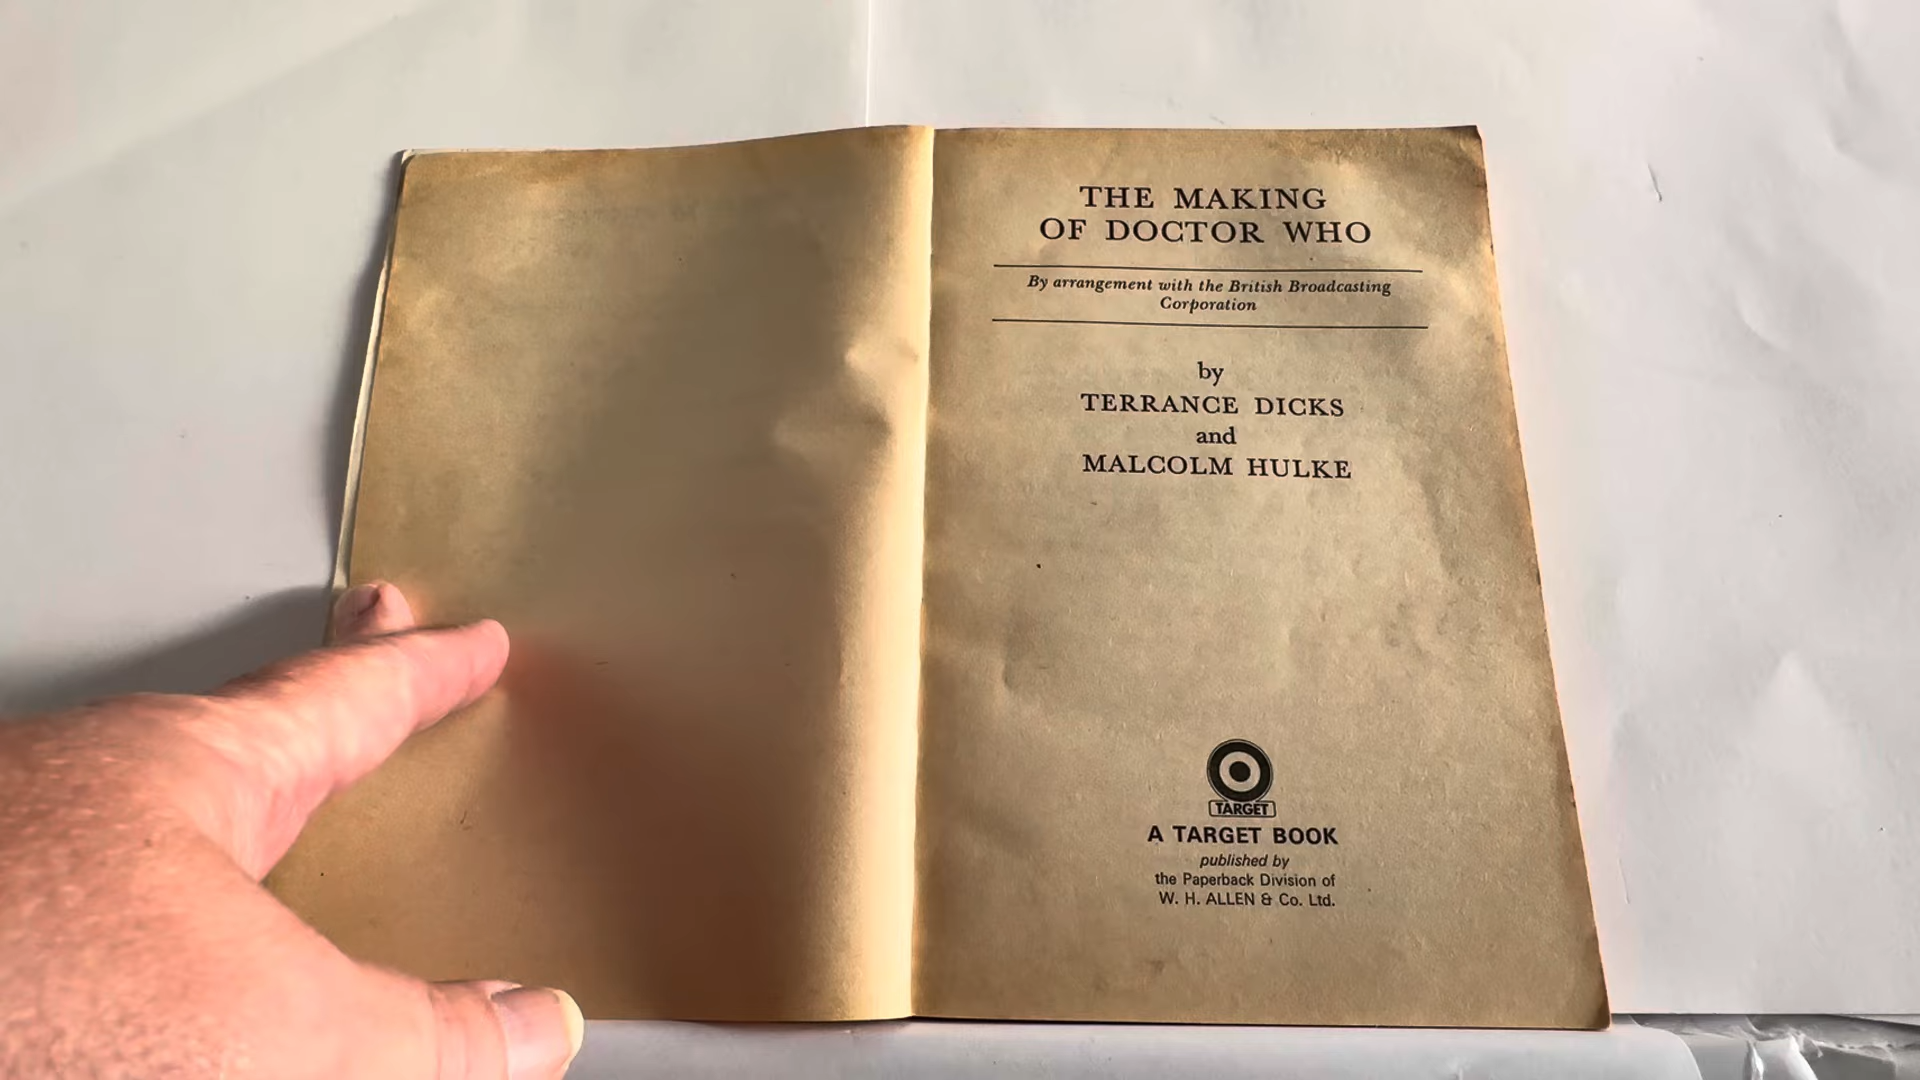 THE MAKING
OF DOCTOR WHO
By arrangement with the British Broadcasting
Corporation
by
TERRANCE DICKS
and
MALCOLM HULKE
TARGET
A TARGET BOOK
published by
the Paperback Division of
W. H. ALLEN & Co. Ltd.